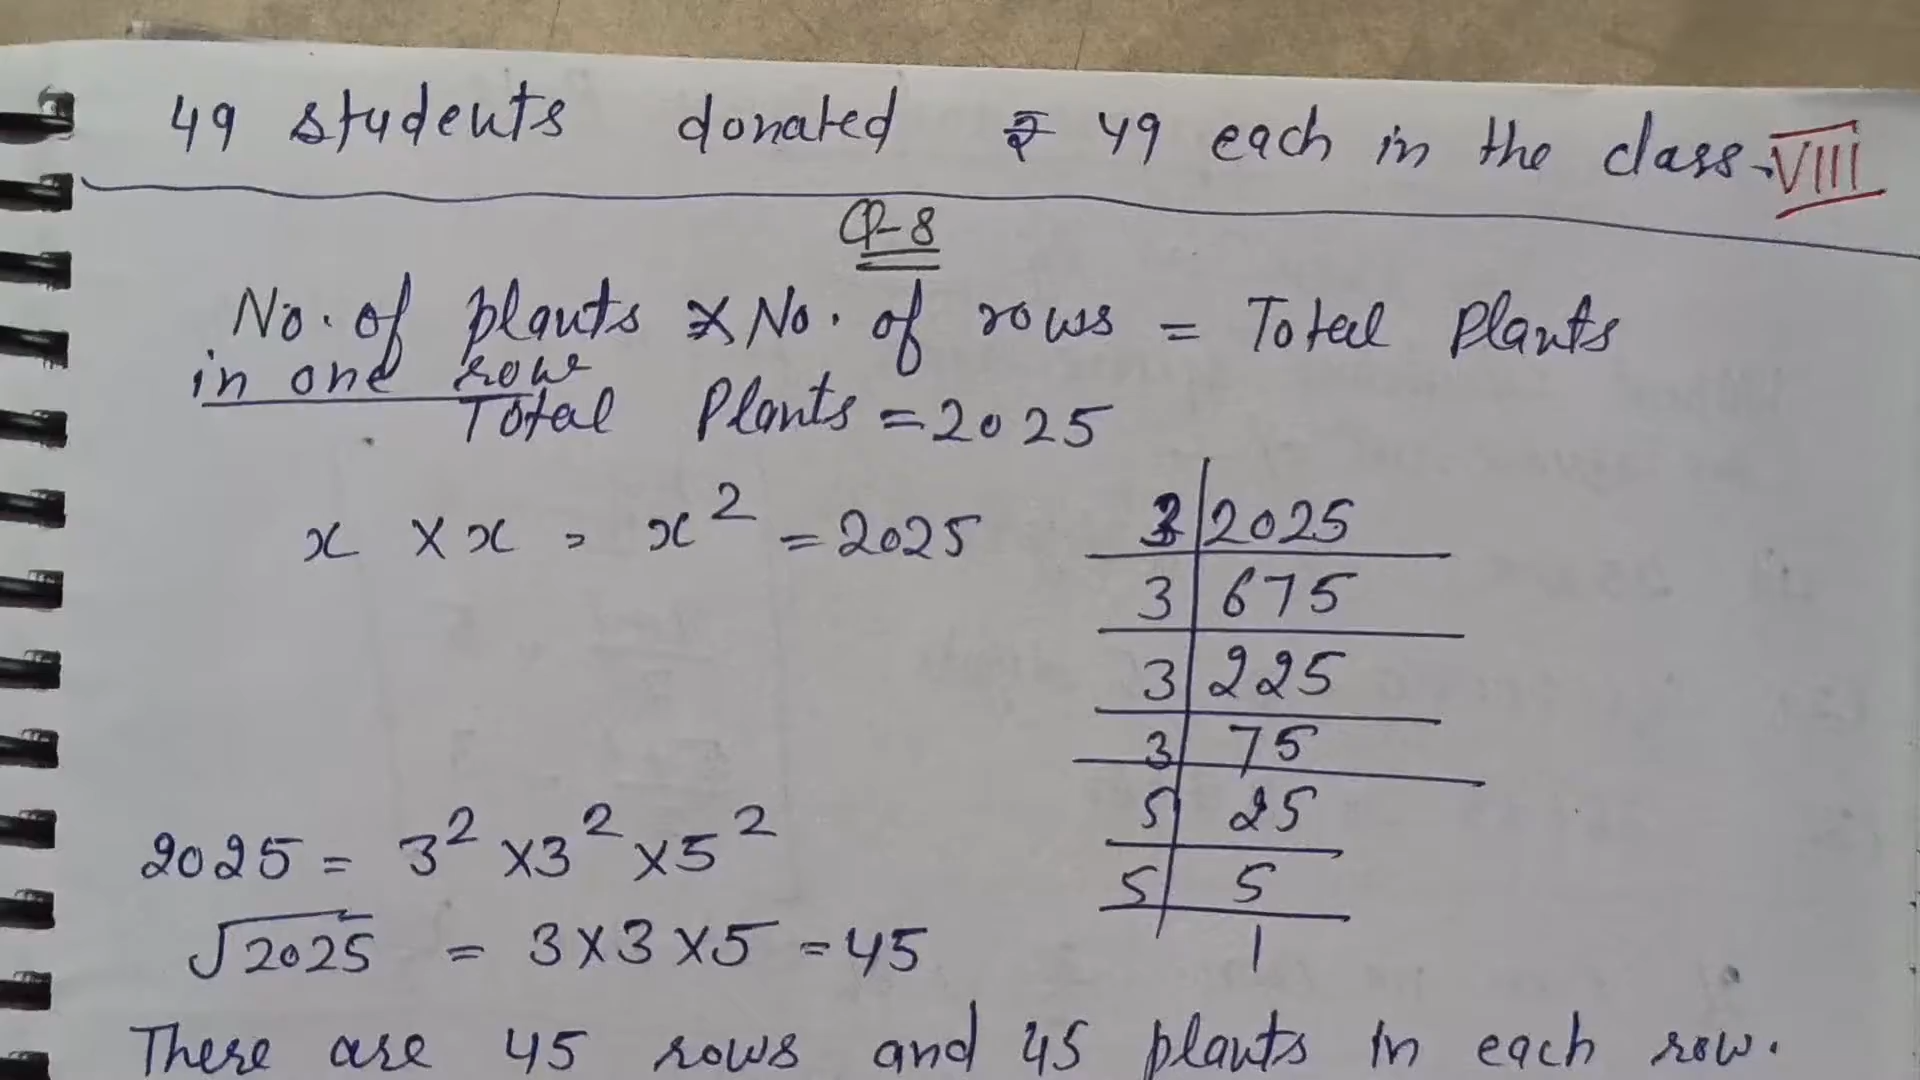 49 students donated ₹ 49 each in the class. VIII
Q-8
No. of plants × No. of rows = Total Plants
in one row
Total Plants = 2025
x × x = x² = 2025
3 | 2025
3 | 675
3 | 225
3 | 75
5 | 25
5 | 5
1
2025 = 3² × 3² × 5²
√2025 = 3 × 3 × 5 = 45
There are 45 rows and 45 plants in each row.